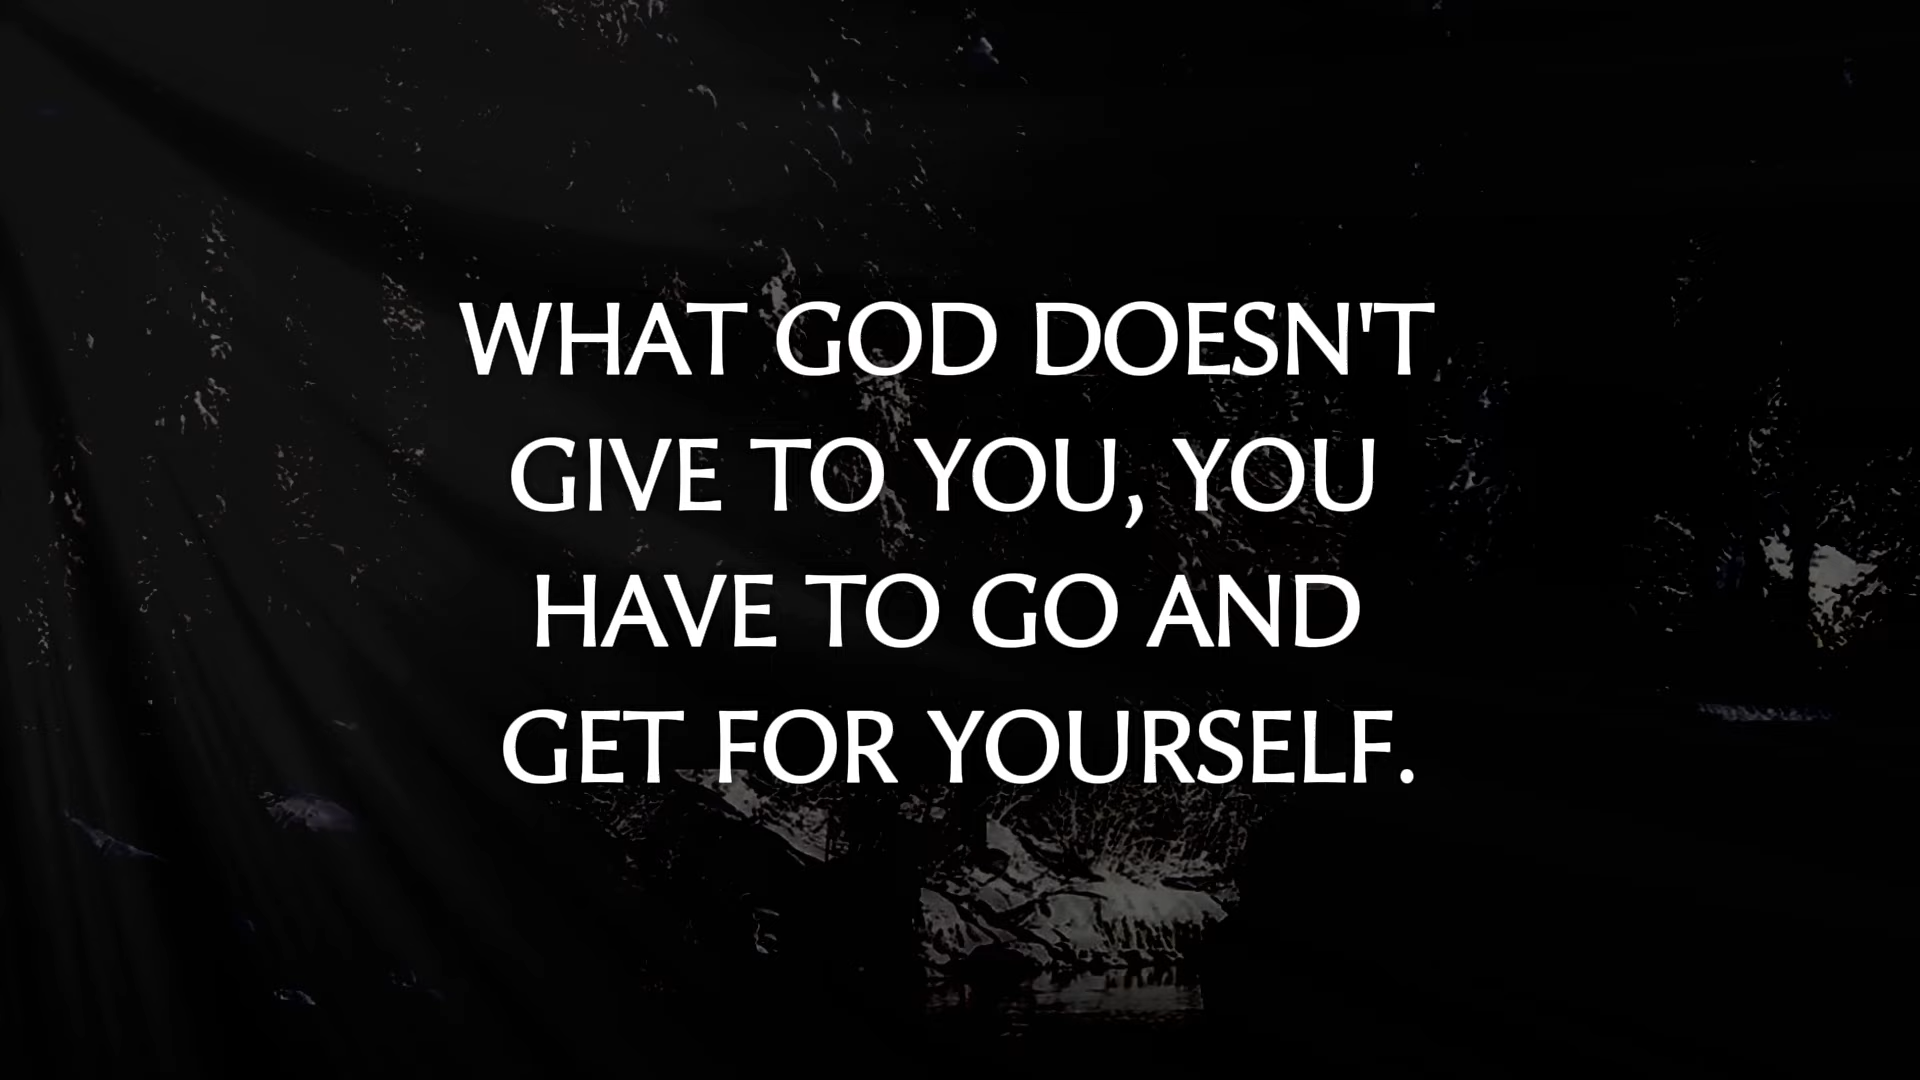 WHAT GOD DOESN'T
GIVE TO YOU, YOU
HAVE TO GO AND
GET FOR YOURSELF.